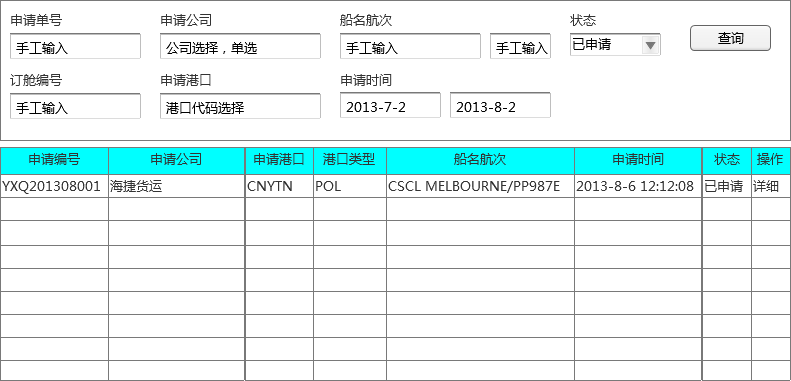 申请单号 申请公司 船名航次 状态
手工输入 公司选择，单选 手工输入 手工输入 已申请 查询
订舱编号 申请港口 申请时间
手工输入 港口代码选择 2013-7-2 2013-8-2
申请编号 申请公司 申请港口 港口类型 船名航次 申请时间 状态 操作
YXQ201308001 海捷货运 CNYTN POL CSCL MELBOURNE/PP987E 2013-8-6 12:12:08 已申请 详细